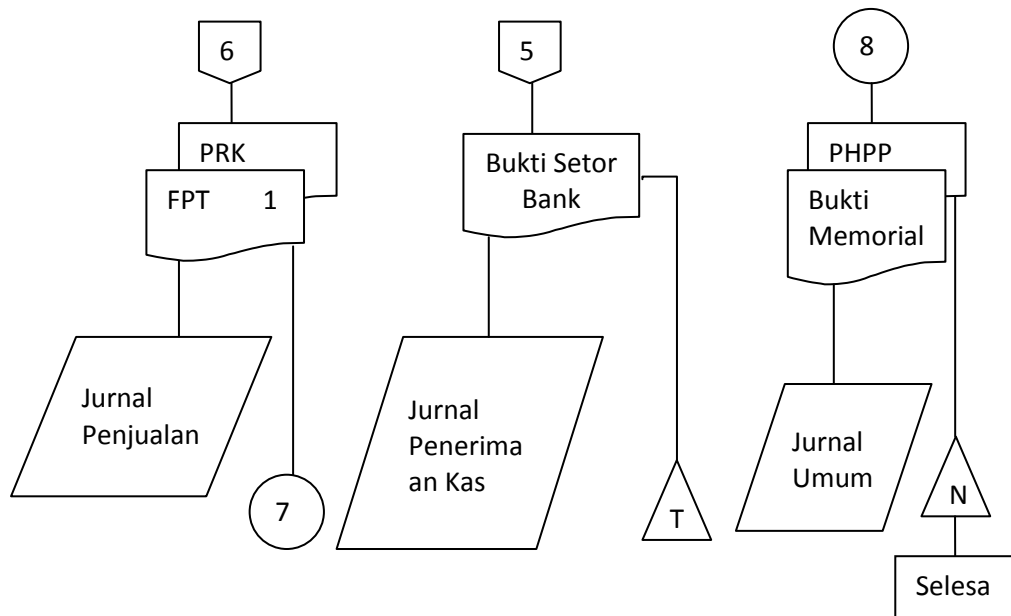 6
PRK
FPT 1
Jurnal
Penjualan
7
5
Bukti Setor
Bank
Jurnal
Penerima
an Kas
T
8
PHPP
Bukti
Memorial
Jurnal
Umum
N
Selesa